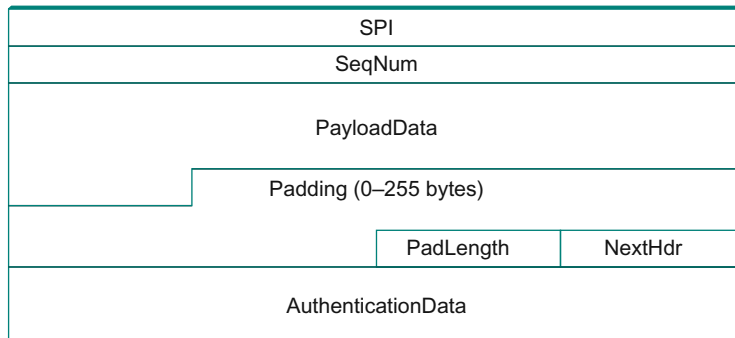 SPI
SeqNum
PayloadData
Padding (0–255 bytes)
PadLength NextHdr
AuthenticationData